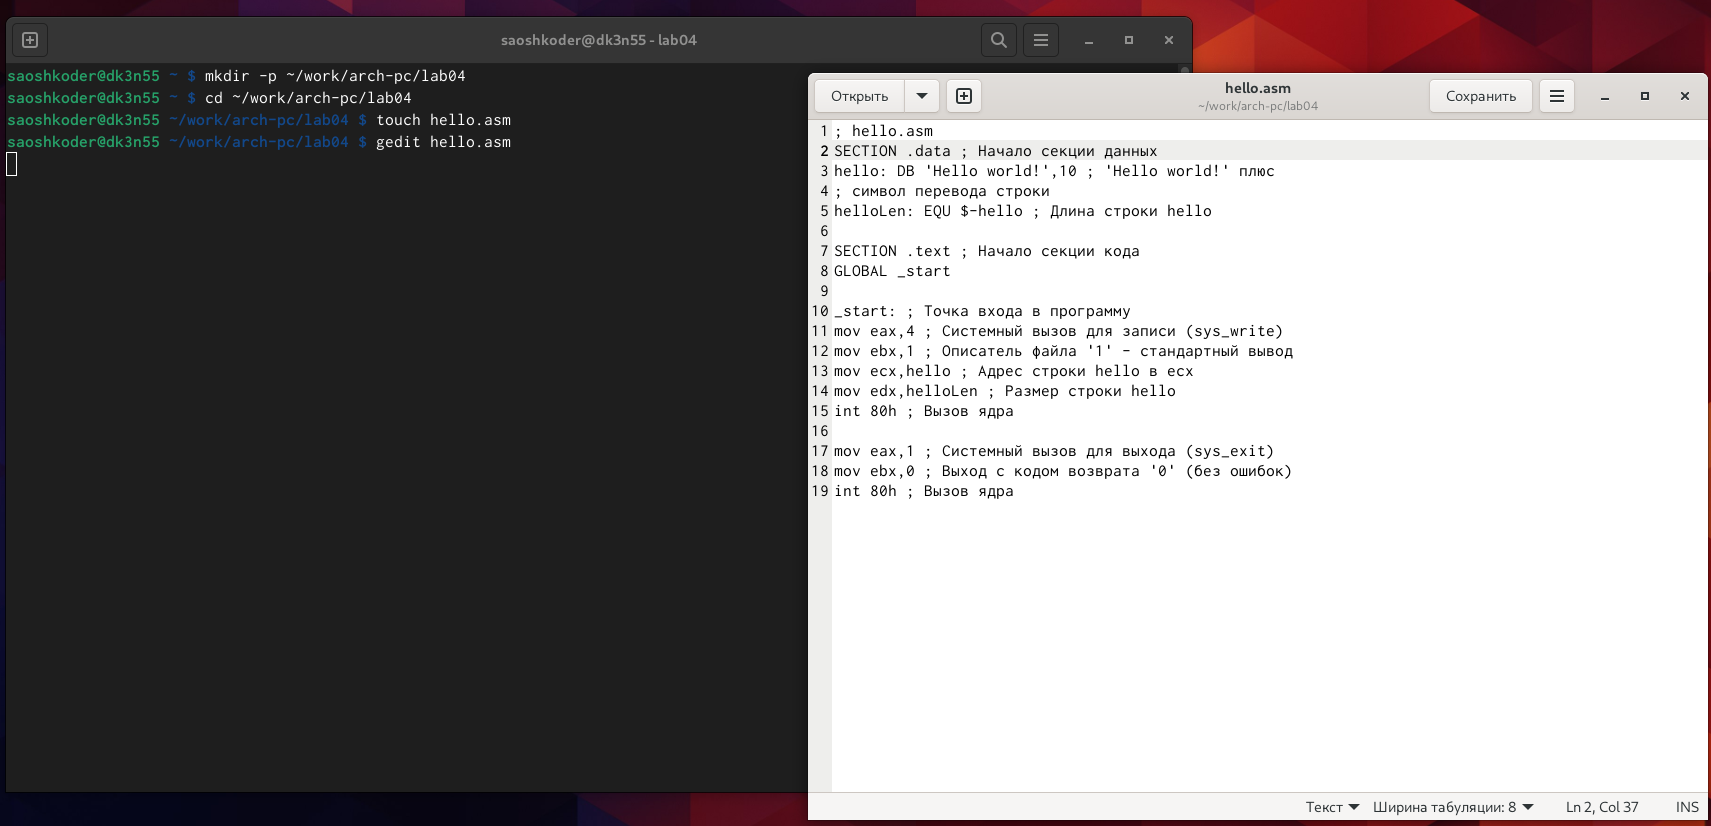 saoshkoder@dk3n55 - lab04
saoshkoder@dk3n55 ~ $ mkdir -p ~/work/arch-pc/lab04
saoshkoder@dk3n55 ~ $ cd ~/work/arch-pc/lab04
saoshkoder@dk3n55 ~/work/arch-pc/lab04 $ touch hello.asm
saoshkoder@dk3n55 ~/work/arch-pc/lab04 $ gedit hello.asm
Открыть
hello.asm
~/work/arch-pc/lab04
Сохранить
1 ; hello.asm
2 SECTION .data ; Начало секции данных
3 hello: DB 'Hello world!',10 ; 'Hello world!' плюс
4 ; символ перевода строки
5 helloLen: EQU $-hello ; Длина строки hello
6
7 SECTION .text ; Начало секции кода
8 GLOBAL _start
9
10 _start: ; Точка входа в программу
11 mov eax,4 ; Системный вызов для записи (sys_write)
12 mov ebx,1 ; Описатель файла '1' - стандартный вывод
13 mov ecx,hello ; Адрес строки hello в ecx
14 mov edx,helloLen ; Размер строки hello
15 int 80h ; Вызов ядра
16
17 mov eax,1 ; Системный вызов для выхода (sys_exit)
18 mov ebx,0 ; Выход с кодом возврата '0' (без ошибок)
19 int 80h ; Вызов ядра
Текст Ширина табуляции: 8 Ln 2, Col 37 INS